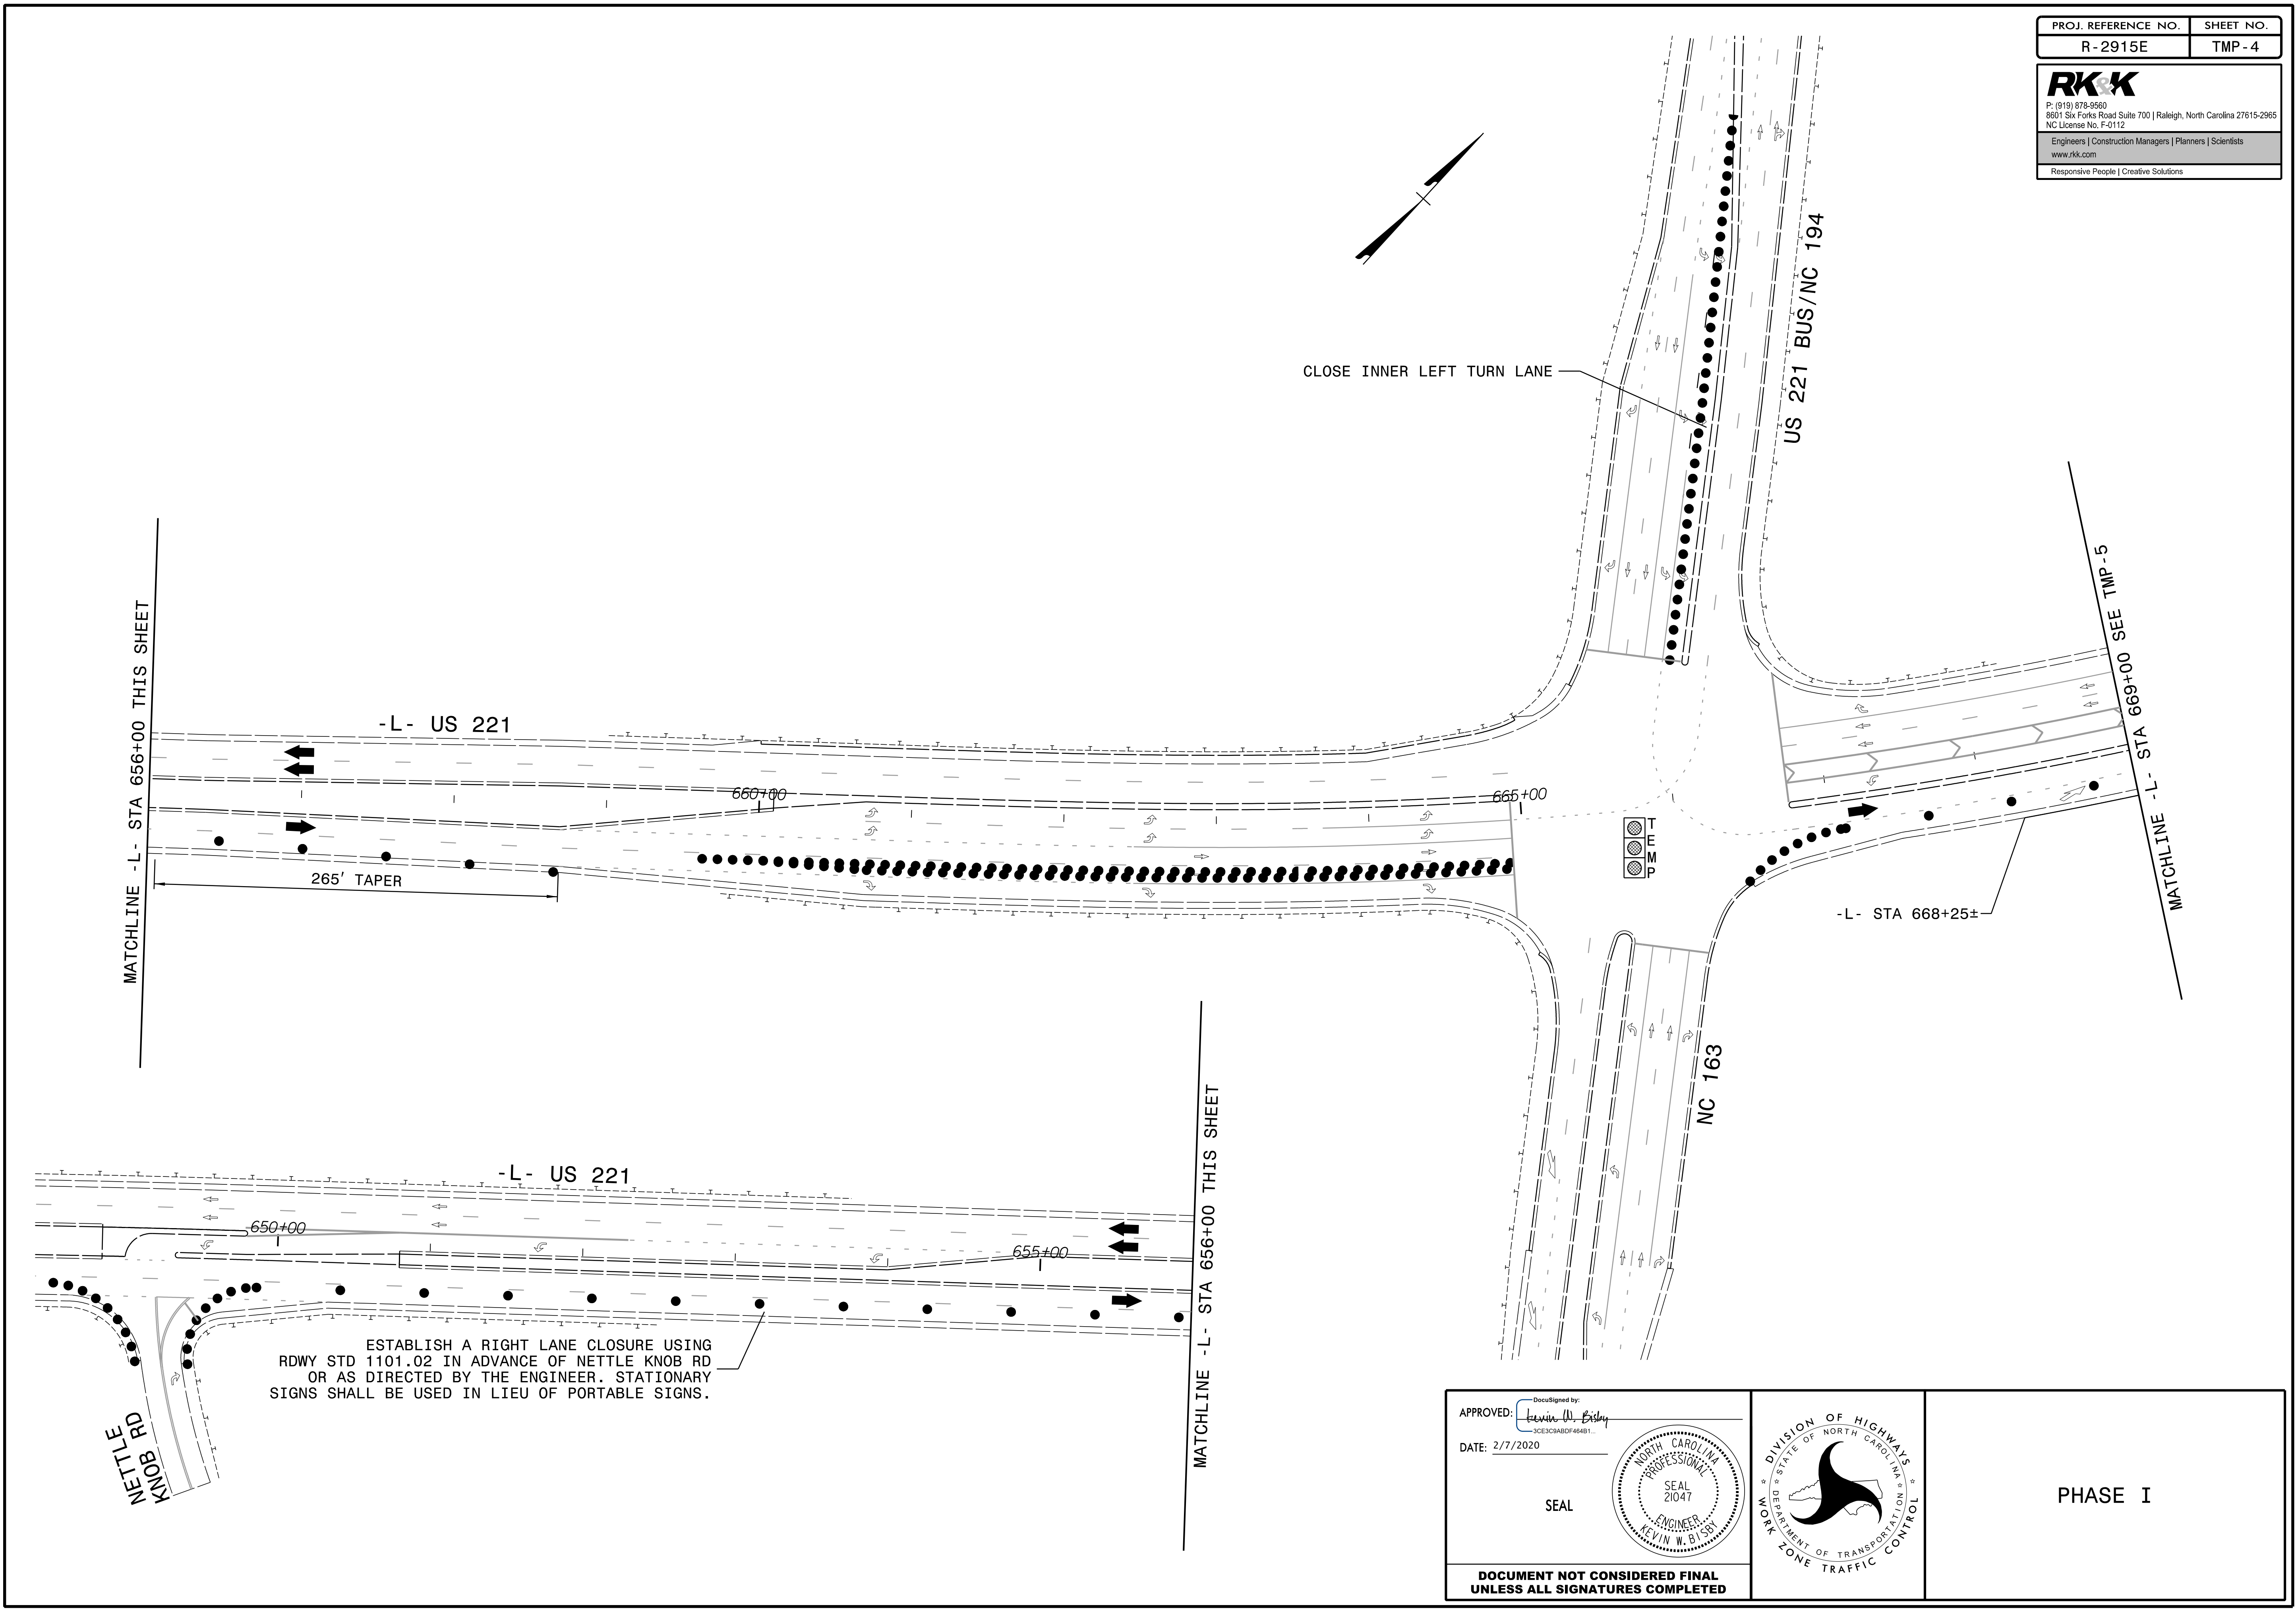 PROJ. REFERENCE NO.
SHEET NO.
R-2915E
TMP-4
RK&K
P: (919) 878-9560
8601 Six Forks Road Suite 700 | Raleigh, North Carolina 27615-2965
NC License No. F-0112
Engineers | Construction Managers | Planners | Scientists
www.rkk.com
Responsive People | Creative Solutions
US 221 BUS/NC 194
CLOSE INNER LEFT TURN LANE
MATCHLINE -L- STA 656+00 THIS SHEET
-L- US 221
660+00
665+00
265' TAPER
TEMP
MATCHLINE -L- STA 669+00 SEE TMP-5
-L- STA 668+25±
NC 163
-L- US 221
650+00
655+00
MATCHLINE -L- STA 656+00 THIS SHEET
ESTABLISH A RIGHT LANE CLOSURE USING
RDWY STD 1101.02 IN ADVANCE OF NETTLE KNOB RD
OR AS DIRECTED BY THE ENGINEER. STATIONARY
SIGNS SHALL BE USED IN LIEU OF PORTABLE SIGNS.
NETTLE
KNOB RD
APPROVED:
DocuSigned by:
Kevin W. Bisby
3CE3C9ABDF464B1...
DATE: 2/7/2020
SEAL
NORTH CAROLINA
PROFESSIONAL
SEAL
21047
ENGINEER
KEVIN W. BISBY
DOCUMENT NOT CONSIDERED FINAL
UNLESS ALL SIGNATURES COMPLETED
DIVISION OF HIGHWAYS
STATE OF NORTH CAROLINA
DEPARTMENT OF TRANSPORTATION
WORK ZONE TRAFFIC CONTROL
PHASE I